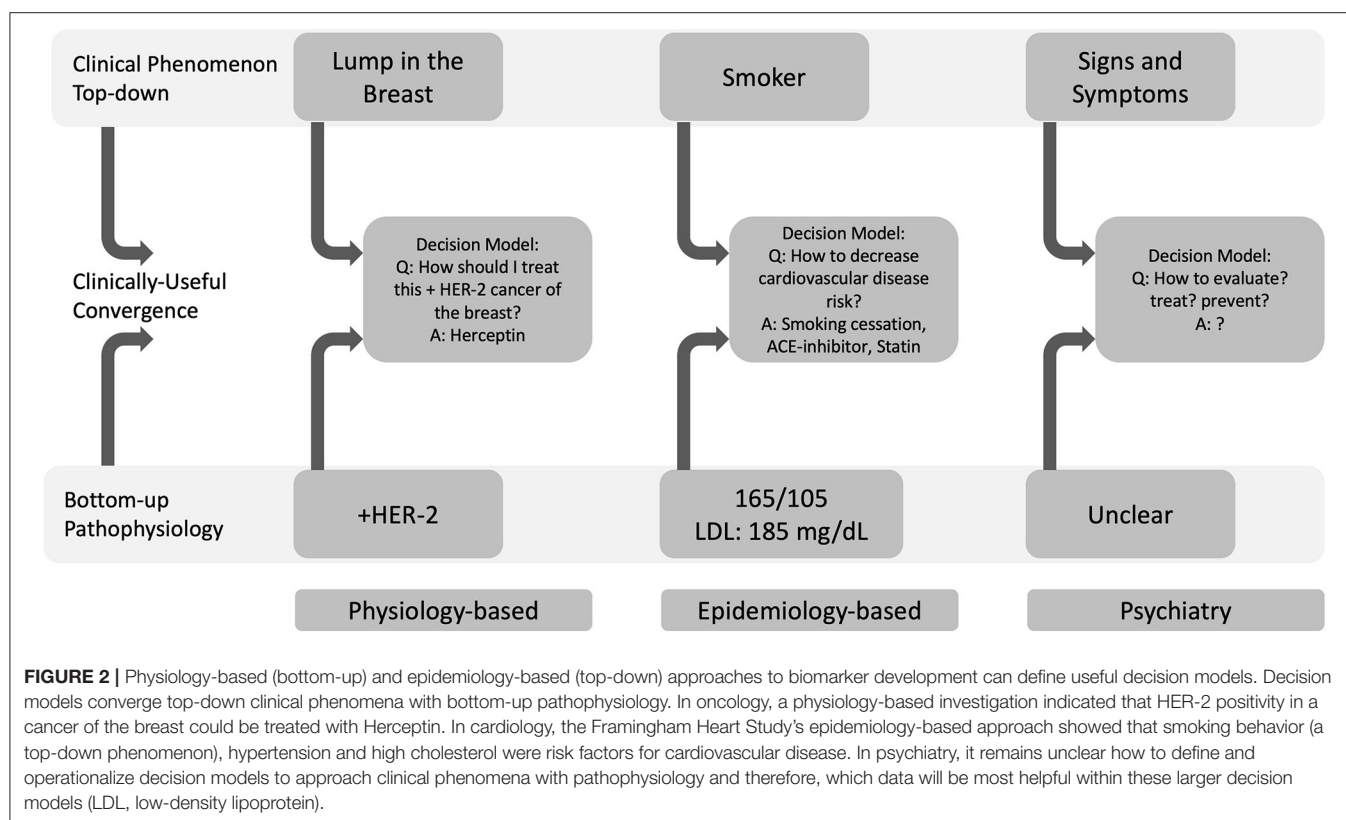 Clinical Phenomenon
Top-down
Lump in the
Breast
Smoker
Signs and
Symptoms
Clinically-Useful
Convergence
Decision Model:
Q: How should I treat
this + HER-2 cancer of
the breast?
A: Herceptin
Decision Model:
Q: How to decrease
cardiovascular disease
risk?
A: Smoking cessation,
ACE-inhibitor, Statin
Decision Model:
Q: How to evaluate?
treat? prevent?
A: ?
Bottom-up
Pathophysiology
+HER-2
165/105
LDL: 185 mg/dL
Unclear
Physiology-based
Epidemiology-based
Psychiatry
FIGURE 2 | Physiology-based (bottom-up) and epidemiology-based (top-down) approaches to biomarker development can define useful decision models. Decision
models converge top-down clinical phenomena with bottom-up pathophysiology. In oncology, a physiology-based investigation indicated that HER-2 positivity in a
cancer of the breast could be treated with Herceptin. In cardiology, the Framingham Heart Study's epidemiology-based approach showed that smoking behavior (a
top-down phenomenon), hypertension and high cholesterol were risk factors for cardiovascular disease. In psychiatry, it remains unclear how to define and
operationalize decision models to approach clinical phenomena with pathophysiology and therefore, which data will be most helpful within these larger decision
models (LDL, low-density lipoprotein).